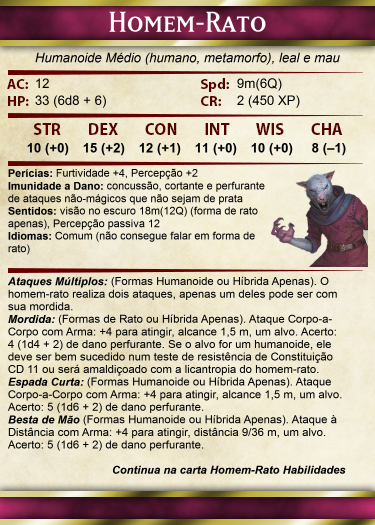 HOMEM-RATO
Humanoide Médio (humano, metamorfo), leal e mau
AC: 12 Spd: 9m(6Q)
HP: 33 (6d8 + 6) CR: 2 (450 XP)
STR DEX CON INT WIS CHA
10 (+0) 15 (+2) 12 (+1) 11 (+0) 10 (+0) 8 (–1)
Perícias: Furtividade +4, Percepção +2
Imunidade a Dano: concussão, cortante e perfurante
de ataques não-mágicos que não sejam de prata
Sentidos: visão no escuro 18m(12Q) (forma de rato
apenas), Percepção passiva 12
Idiomas: Comum (não consegue falar em forma de
rato)
Ataques Múltiplos: (Formas Humanoide ou Híbrida Apenas). O
homem-rato realiza dois ataques, apenas um deles pode ser com
sua mordida.
Mordida: (Formas de Rato ou Híbrida Apenas). Ataque Corpo-a-
Corpo com Arma: +4 para atingir, alcance 1,5 m, um alvo. Acerto:
4 (1d4 + 2) de dano perfurante. Se o alvo for um humanoide, ele
deve ser bem sucedido num teste de resistência de Constituição
CD 11 ou será amaldiçoado com a licantropia do homem-rato.
Espada Curta: (Formas Humanoide ou Híbrida Apenas). Ataque
Corpo-a-Corpo com Arma: +4 para atingir, alcance 1,5 m, um alvo.
Acerto: 5 (1d6 + 2) de dano perfurante.
Besta de Mão (Formas Humanoide ou Híbrida Apenas). Ataque à
Distância com Arma: +4 para atingir, distância 9/36 m, um alvo.
Acerto: 5 (1d6 + 2) de dano perfurante.
Continua na carta Homem-Rato Habilidades